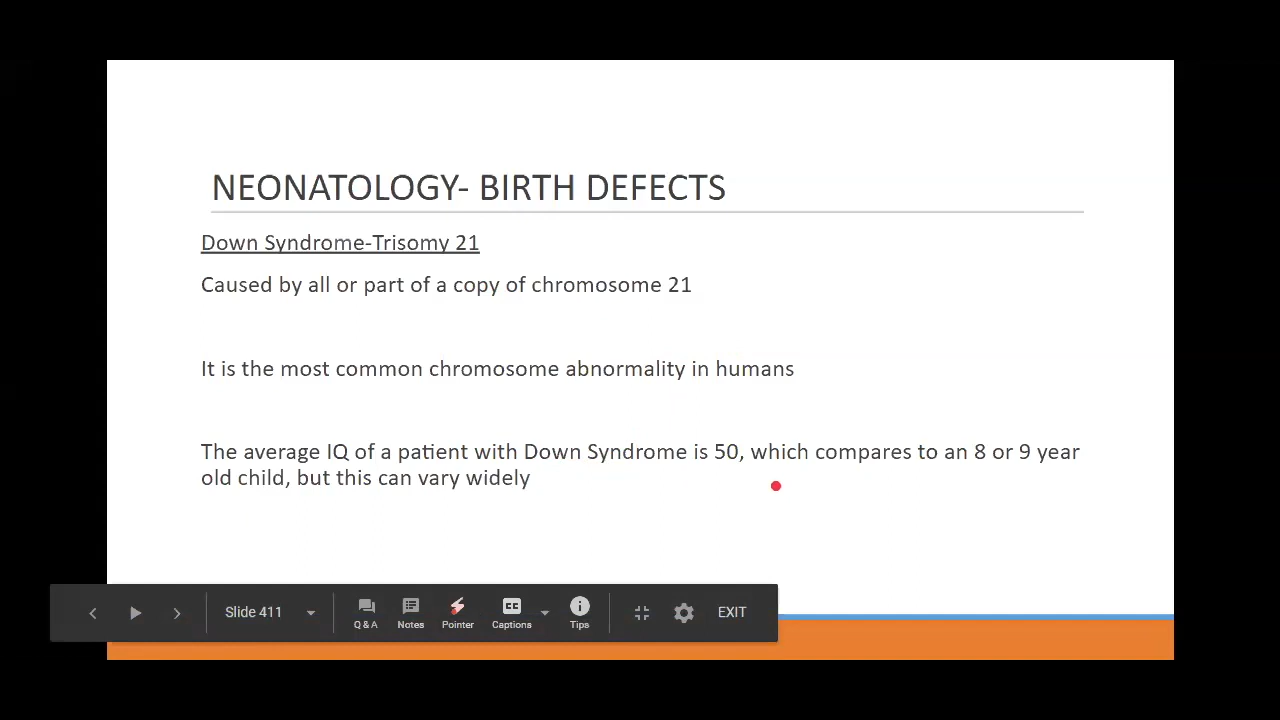 NEONATOLOGY- BIRTH DEFECTS
Down Syndrome-Trisomy 21
Caused by all or part of a copy of chromosome 21
It is the most common chromosome abnormality in humans
The average IQ of a patient with Down Syndrome is 50, which compares to an 8 or 9 year
old child, but this can vary widely
Slide 411
Q & A
Notes
Pointer
CC
Captions
Tips
EXIT